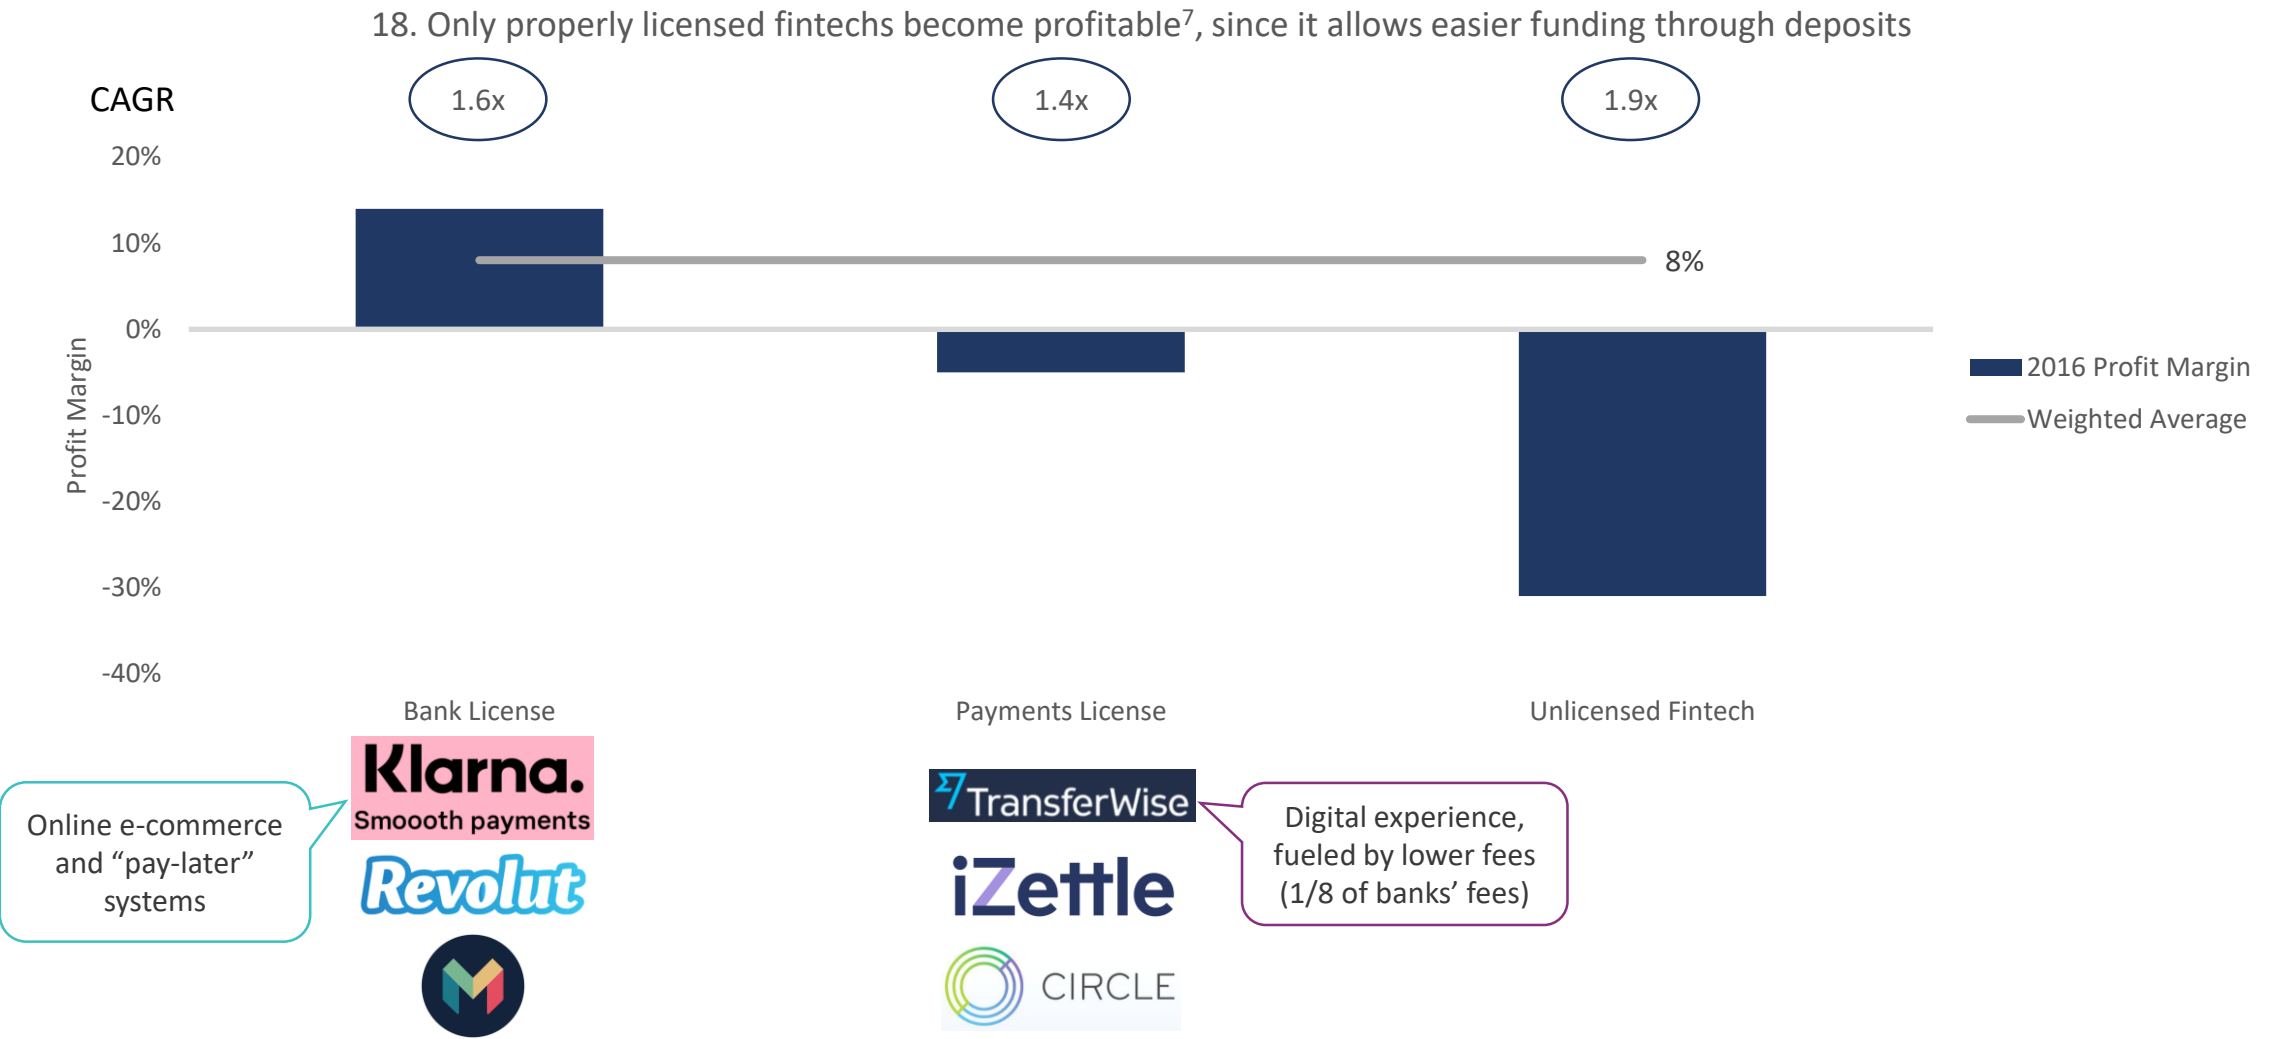 18. Only properly licensed fintechs become profitable⁷, since it allows easier funding through deposits
CAGR
1.6x
1.4x
1.9x
20%
10%
0%
-10%
-20%
-30%
-40%
Profit Margin
8%
2016 Profit Margin
Weighted Average
Bank License
Payments License
Unlicensed Fintech
Klarna.
Smoooth payments
Revolut
TransferWise
iZettle
CIRCLE
Online e-commerce
and “pay-later”
systems
Digital experience,
fueled by lower fees
(1/8 of banks’ fees)